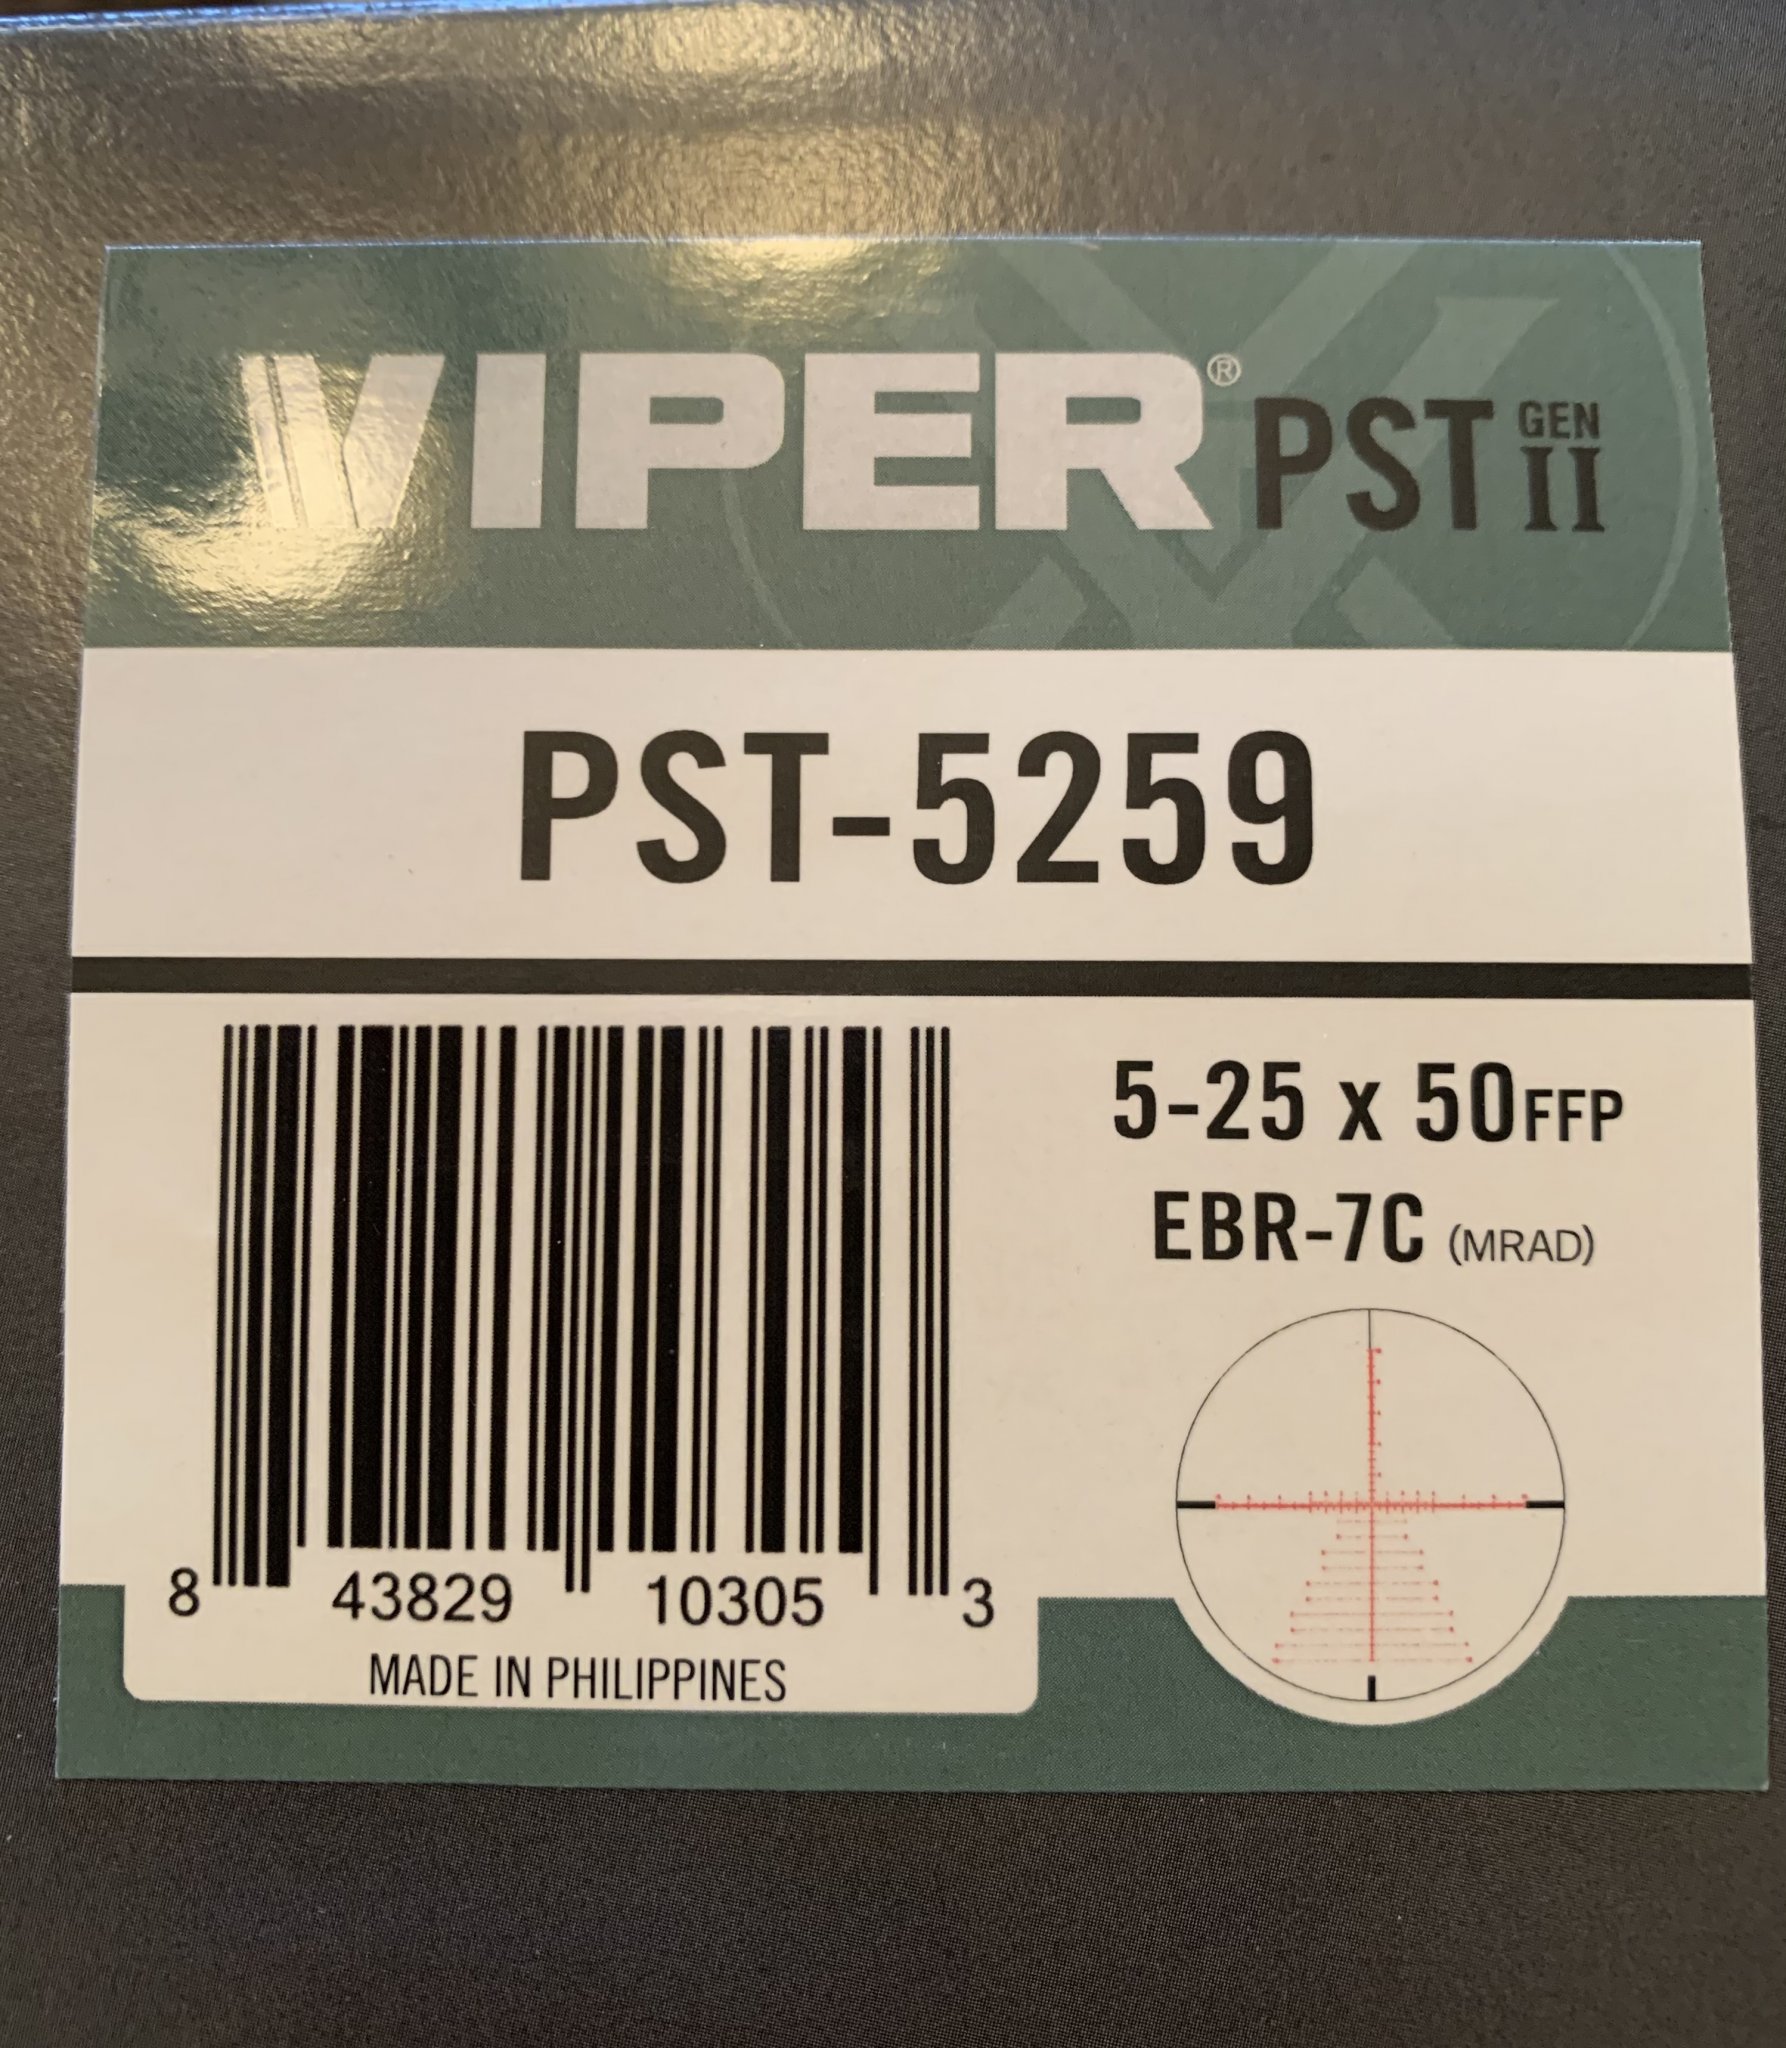 VIPER® PST GEN II
PST-5259
5-25 x 50FFP
EBR-7C (MRAD)
8 43829 10305 3
MADE IN PHILIPPINES